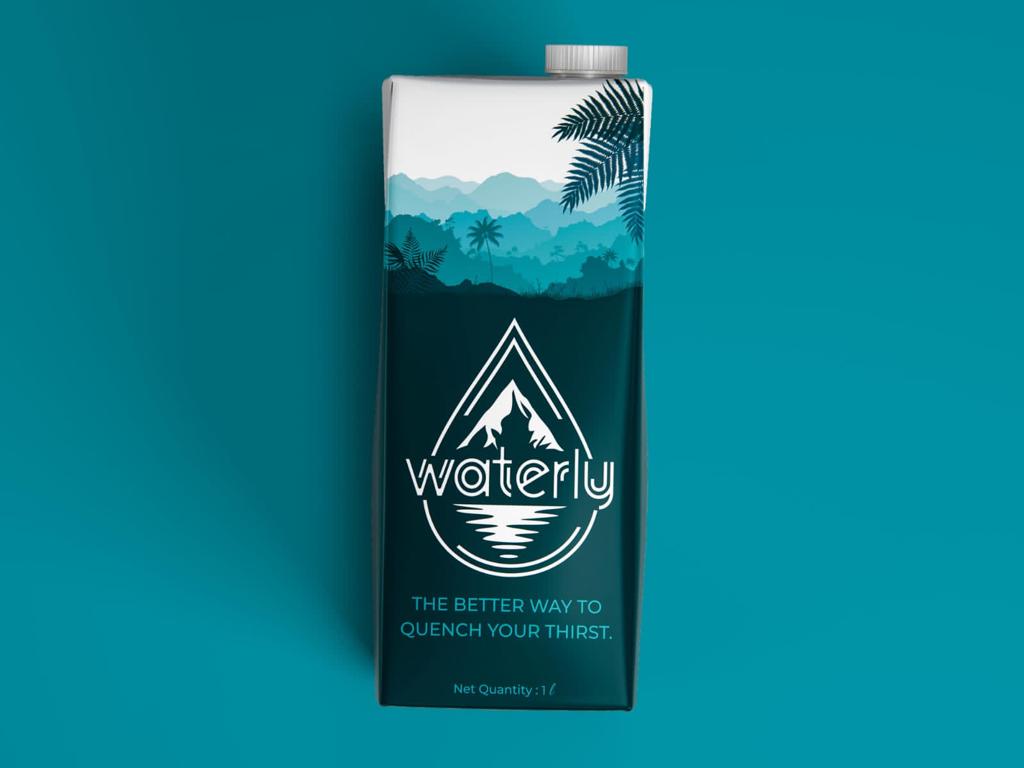 waterly
THE BETTER WAY TO
QUENCH YOUR THIRST.
Net Quantity : 1 ℓ